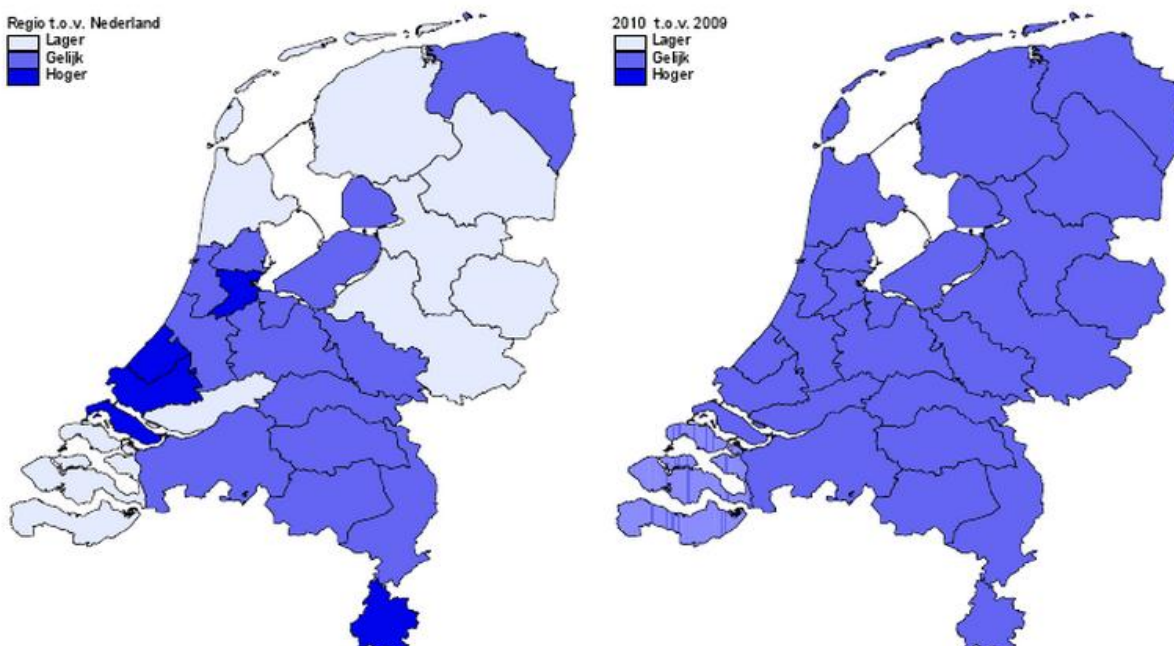 Regio t.o.v. Nederland
Lager
Gelijk
Hoger
2010 t.o.v. 2009
Lager
Gelijk
Hoger